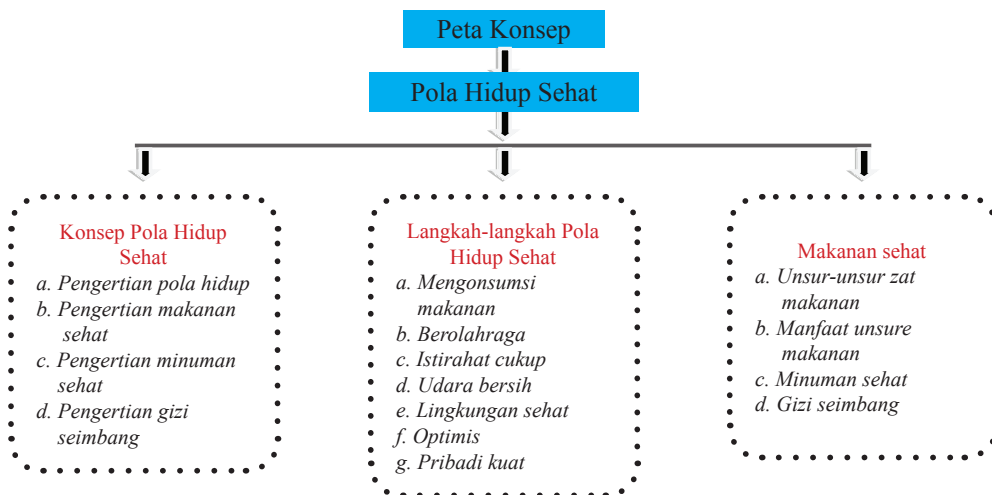 Peta Konsep
Pola Hidup Sehat
Konsep Pola Hidup
Sehat
a. Pengertian pola hidup
b. Pengertian makanan
sehat
c. Pengertian minuman
sehat
d. Pengertian gizi
seimbang
Langkah-langkah Pola
Hidup Sehat
a. Mengonsumsi
makanan
b. Berolahraga
c. Istirahat cukup
d. Udara bersih
e. Lingkungan sehat
f. Optimis
g. Pribadi kuat
Makanan sehat
a. Unsur-unsur zat
makanan
b. Manfaat unsure
makanan
c. Minuman sehat
d. Gizi seimbang